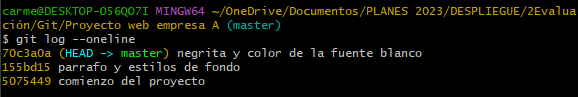 carme@DESKTOP-O56QO7I MINGW64 ~/OneDrive/Documentos/PLANES 2023/DESPLIEGUE/2Evalua
ción/Git/Proyecto web empresa A (master)
$ git log --oneline
70c3a0a (HEAD -> master) negrita y color de la fuente blanco
155bd15 parrafo y estilos de fondo
5075449 comienzo del proyecto